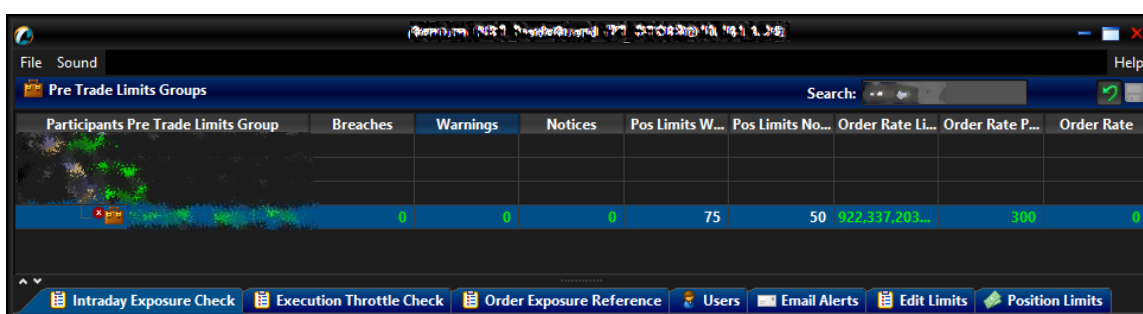 File Sound Help
Pre Trade Limits Groups Search:
Participants Pre Trade Limits Group Breaches Warnings Notices Pos Limits W... Pos Limits No... Order Rate Li... Order Rate P... Order Rate
0 0 0 75 50 922,337,203... 300 0
Intraday Exposure Check Execution Throttle Check Order Exposure Reference Users Email Alerts Edit Limits Position Limits